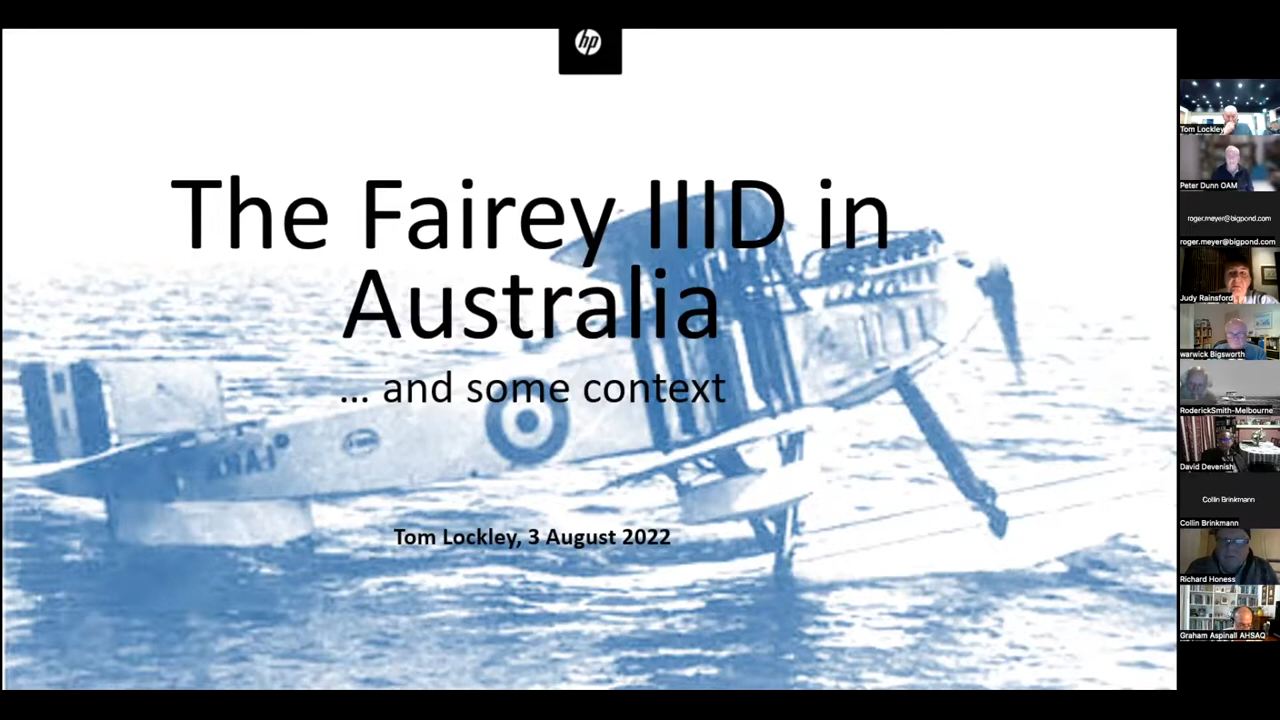 hp
The Fairey IIID in
Australia
... and some context
Tom Lockley, 3 August 2022
Tom Lockley
Peter Dunn OAM
roger.meyer@bigpond.com
roger.meyer@bigpond.com
Judy Rainsford
warwick Bigsworth
RoderickSmith-Melbourne
David Devenish
Collin Brinkmann
Collin Brinkmann
Richard Honess
Graham Aspinall AHSAQ